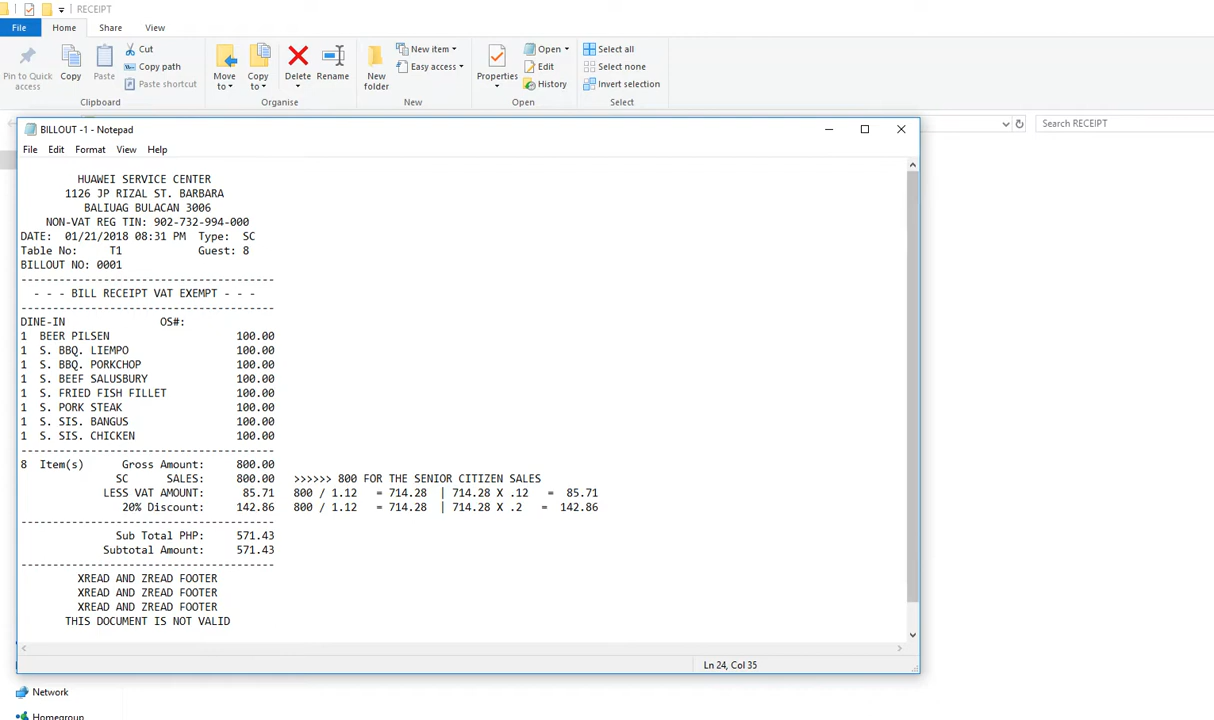 RECEIPT
File Home Share View
Pin to Quick access
Copy
Paste
Cut
Copy path
Paste shortcut
Clipboard
Move to
Copy to
Delete
Rename
Organise
New folder
New item
Easy access
New
Properties
Open
Edit
History
Open
Select all
Select none
Invert selection
Select
Search RECEIPT
BILLOUT -1 - Notepad
File Edit Format View Help
HUAWEI SERVICE CENTER
1126 JP RIZAL ST. BARBARA
BALIUAG BULACAN 3006
NON-VAT REG TIN: 902-732-994-000
DATE: 01/21/2018 08:31 PM Type: SC
Table No: T1 Guest: 8
BILLOUT NO: 0001
----------------------------------------
- - - BILL RECEIPT VAT EXEMPT - - -
----------------------------------------
DINE-IN OS#:
1 BEER PILSEN 100.00
1 S. BBQ. LIEMPO 100.00
1 S. BBQ. PORKCHOP 100.00
1 S. BEEF SALUSBURY 100.00
1 S. FRIED FISH FILLET 100.00
1 S. PORK STEAK 100.00
1 S. SIS. BANGUS 100.00
1 S. SIS. CHICKEN 100.00
----------------------------------------
8 Item(s) Gross Amount: 800.00
SC SALES: 800.00 >>>>>> 800 FOR THE SENIOR CITIZEN SALES
LESS VAT AMOUNT: 85.71 800 / 1.12 = 714.28 | 714.28 X .12 = 85.71
20% Discount: 142.86 800 / 1.12 = 714.28 | 714.28 X .2 = 142.86
----------------------------------------
Sub Total PHP: 571.43
Subtotal Amount: 571.43
----------------------------------------
XREAD AND ZREAD FOOTER
XREAD AND ZREAD FOOTER
XREAD AND ZREAD FOOTER
THIS DOCUMENT IS NOT VALID
Ln 24, Col 35
Network
Homegroup